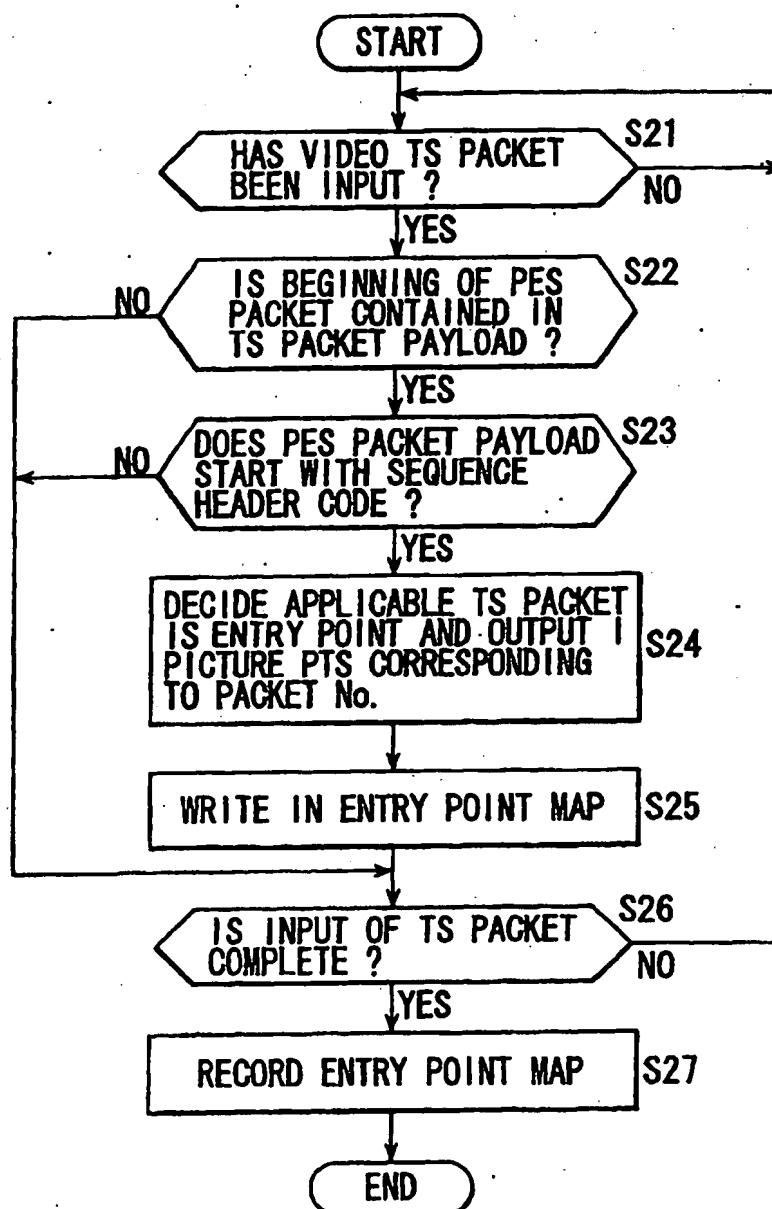 START
HAS VIDEO TS PACKET
BEEN INPUT ?
S21
NO
YES
IS BEGINNING OF PES
PACKET CONTAINED IN
TS PACKET PAYLOAD ?
S22
NO
YES
DOES PES PACKET PAYLOAD
START WITH SEQUENCE
HEADER CODE ?
S23
NO
YES
DECIDE APPLICABLE TS PACKET
IS ENTRY POINT AND OUTPUT I
PICTURE PTS CORRESPONDING
TO PACKET No.
S24
WRITE IN ENTRY POINT MAP
S25
IS INPUT OF TS PACKET
COMPLETE ?
S26
NO
YES
RECORD ENTRY POINT MAP
S27
END